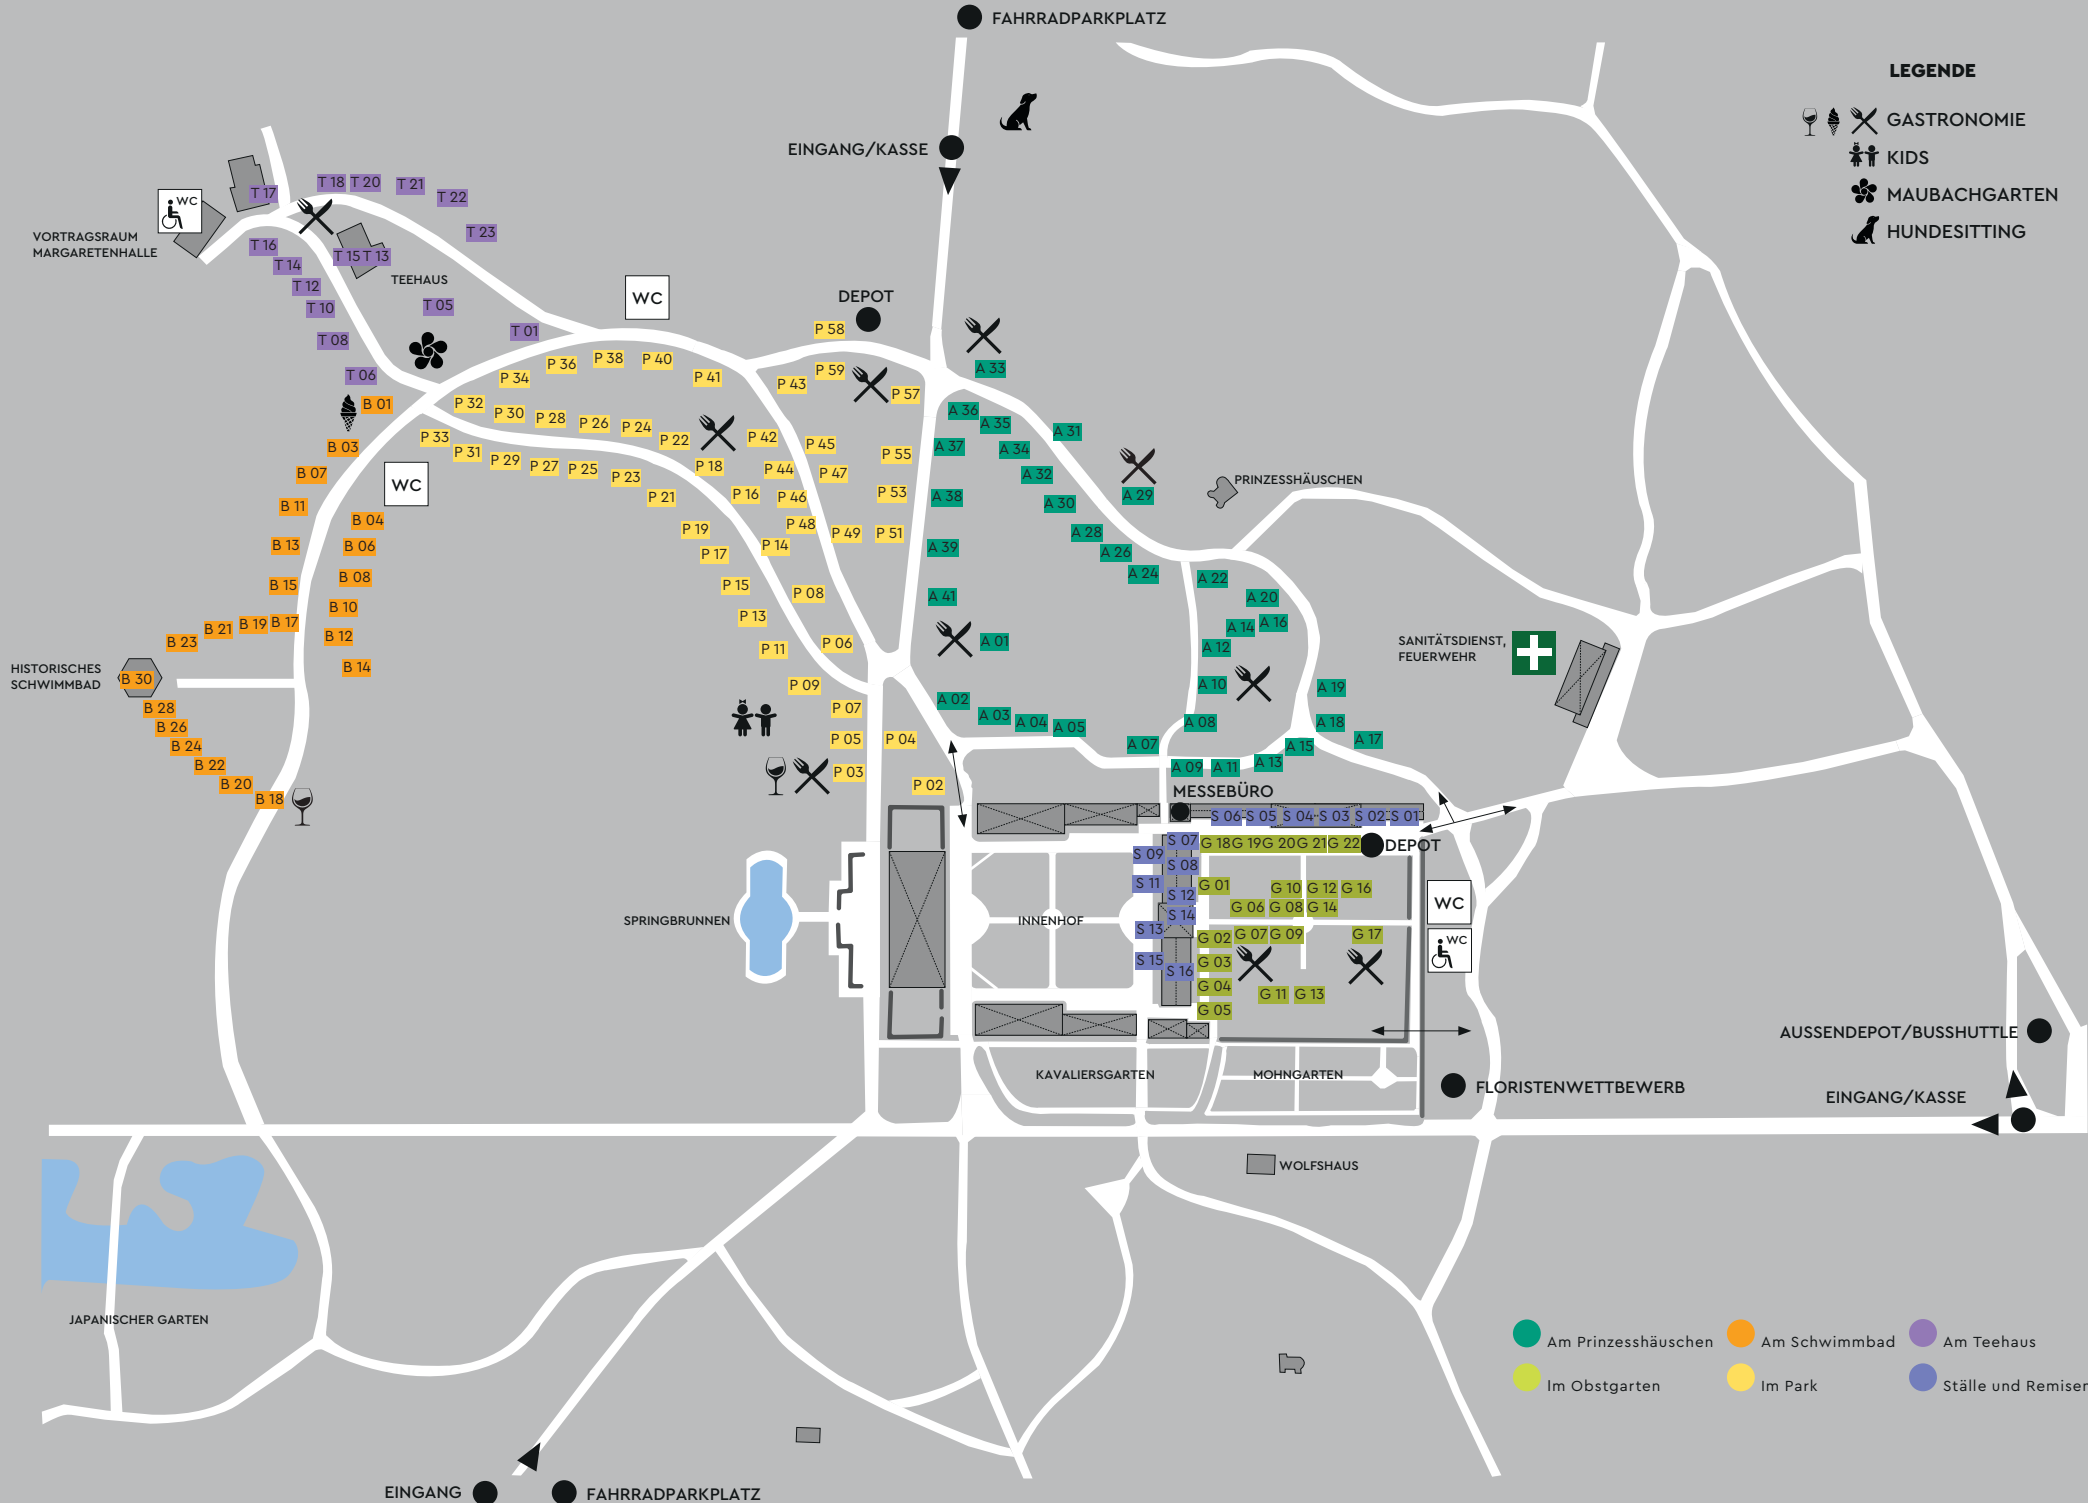 FAHRRADPARKPLATZ
LEGENDE
GASTRONOMIE
KIDS
MAUBACHGARTEN
HUNDESITTING
EINGANG/KASSE
VORTRAGSRAUM
MARGARETENHALLE
WC
T 17
T 18
T 20
T 21
T 22
T 23
T 16
T 15
T 13
T 14
T 12
T 10
T 08
T 06
T 05
T 01
TEEHAUS
WC
DEPOT
P 58
P 59
P 57
P 43
P 41
P 40
P 38
P 36
P 34
P 32
P 30
P 28
P 26
P 24
P 22
P 42
P 45
P 55
P 33
P 31
P 29
P 27
P 25
P 23
P 21
P 18
P 44
P 47
P 16
P 46
P 53
P 19
P 48
P 49
P 51
P 17
P 14
P 15
P 08
P 13
P 11
P 06
P 09
P 07
P 05
P 04
P 03
P 02
B 01
B 03
B 07
B 11
B 04
B 13
B 06
B 15
B 08
B 10
B 17
B 19
B 21
B 23
B 12
B 14
WC
HISTORISCHES
SCHWIMMBAD
B 30
B 28
B 26
B 24
B 22
B 20
B 18
A 33
A 36
A 35
A 31
A 37
A 34
A 32
A 29
A 38
A 30
A 28
A 39
A 26
A 24
A 22
A 41
A 20
A 14
A 16
A 01
A 12
A 10
A 19
A 02
A 03
A 04
A 05
A 08
A 18
A 07
A 15
A 17
A 09
A 11
A 13
PRINZESSHÄUSCHEN
SANITÄTSDIENST,
FEUERWEHR
MESSEBÜRO
S 06
S 05
S 04
S 03
S 02
S 01
S 07
G 18
G 19
G 20
G 21
G 22
DEPOT
S 09
S 08
S 11
S 12
S 14
S 13
S 15
S 16
G 01
G 10
G 12
G 16
G 06
G 08
G 14
G 02
G 07
G 09
G 17
G 03
G 04
G 11
G 13
G 05
WC
WC
SPRINGBRUNNEN
INNENHOF
KAVALIERSGARTEN
MOHNGARTEN
FLORISTENWETTBEWERB
AUSSENDEPOT/BUSSHUTTLE
EINGANG/KASSE
WOLFSHAUS
JAPANISCHER GARTEN
Am Prinzesshäuschen
Am Schwimmbad
Am Teehaus
Im Obstgarten
Im Park
Ställe und Remisen
EINGANG
FAHRRADPARKPLATZ